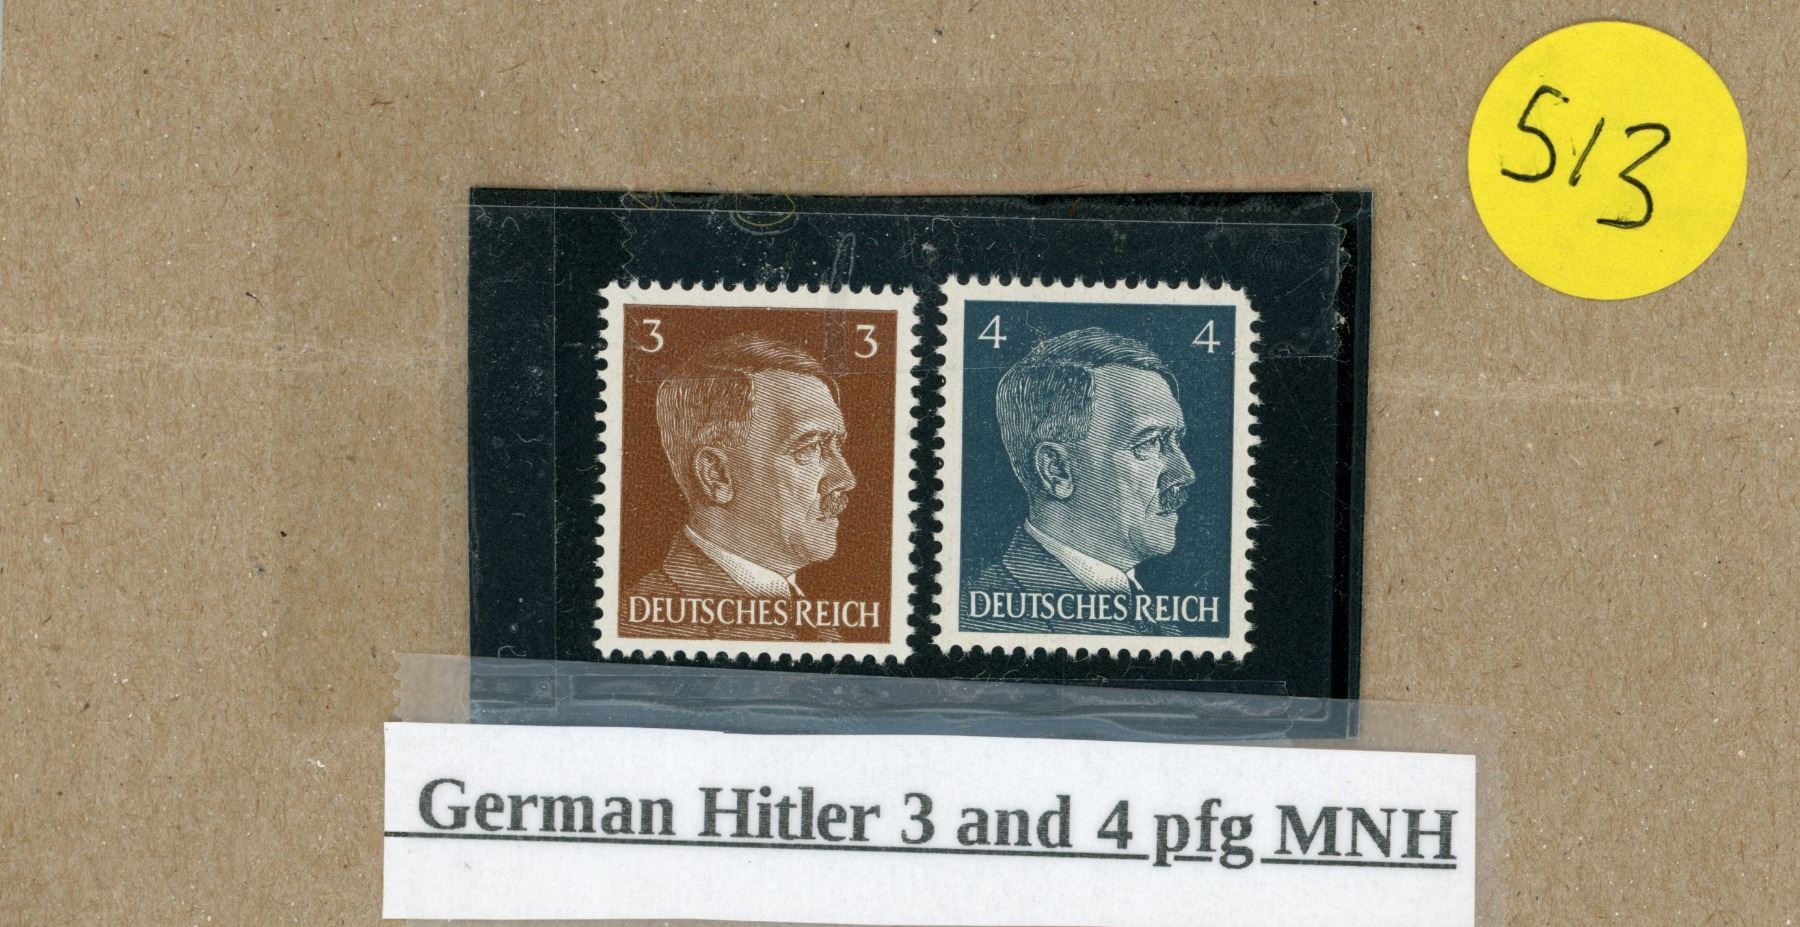 513
3 3
DEUTSCHES REICH
4 4
DEUTSCHES REICH
German Hitler 3 and 4 pfg MNH